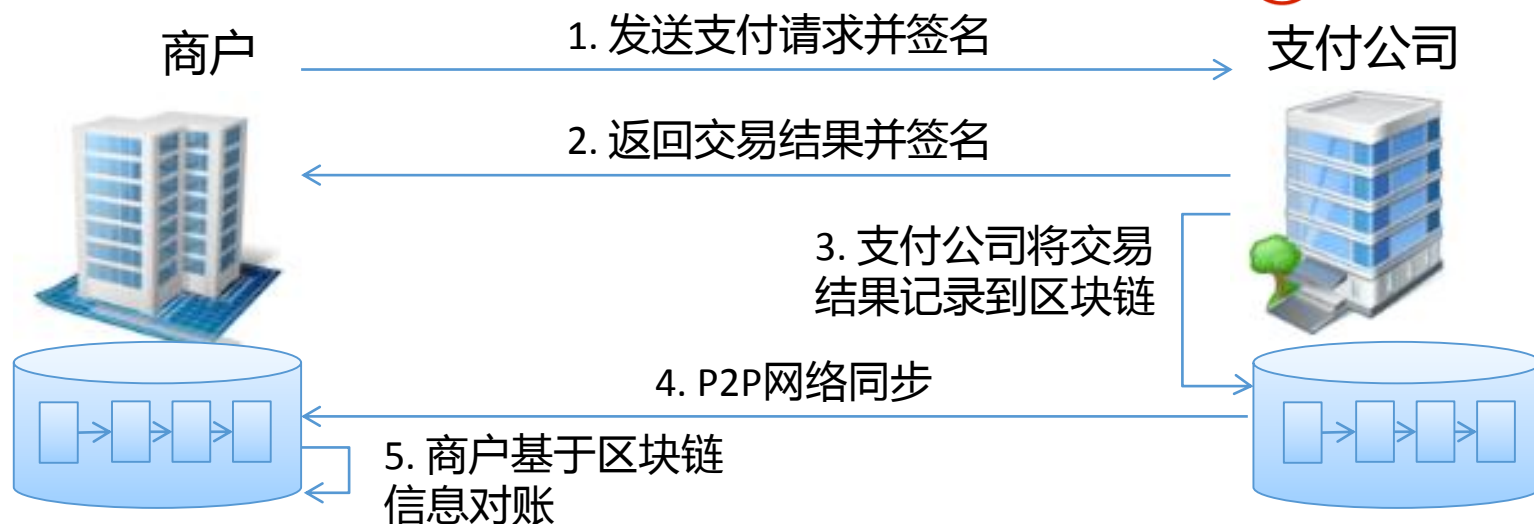 商户
1. 发送支付请求并签名
支付公司
2. 返回交易结果并签名
3. 支付公司将交易
结果记录到区块链
4. P2P网络同步
5. 商户基于区块链
信息对账